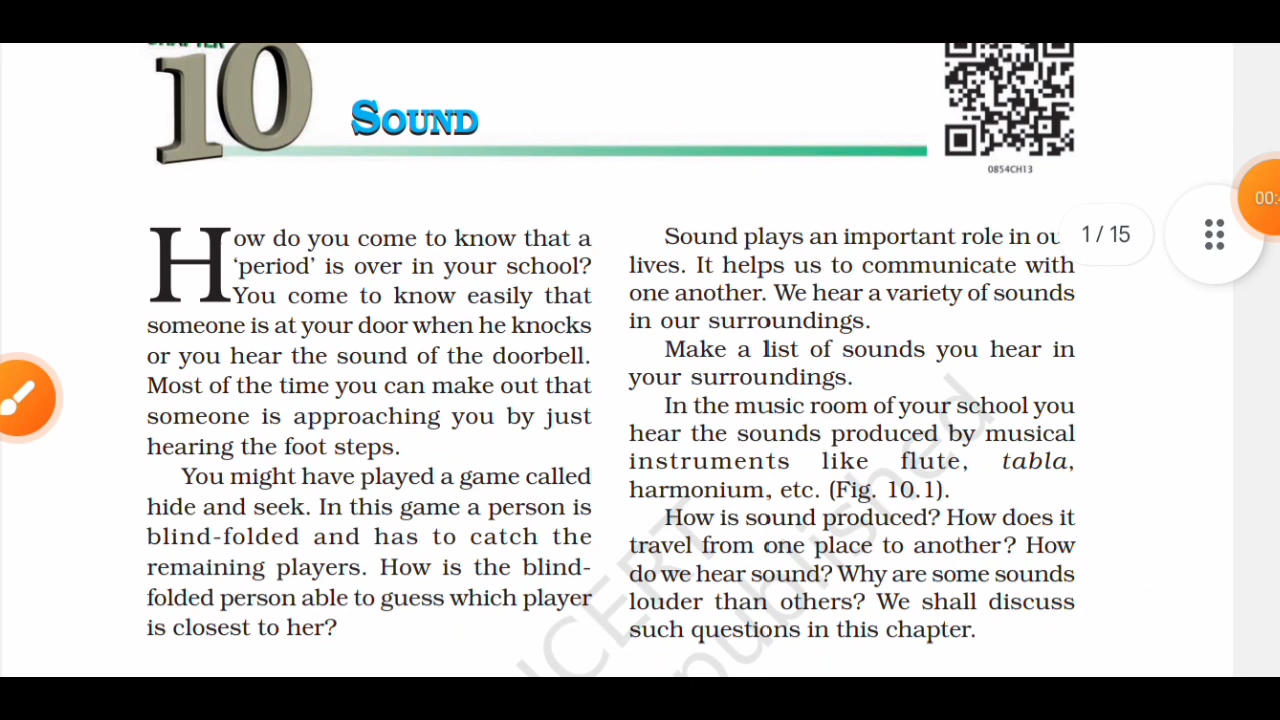 CHAPTER
10
SOUND
0854CH13
How do you come to know that a
'period' is over in your school?
You come to know easily that
someone is at your door when he knocks
or you hear the sound of the doorbell.
Most of the time you can make out that
someone is approaching you by just
hearing the foot steps.
You might have played a game called
hide and seek. In this game a person is
blind-folded and has to catch the
remaining players. How is the blind-
folded person able to guess which player
is closest to her?
Sound plays an important role in ou
lives. It helps us to communicate with
one another. We hear a variety of sounds
in our surroundings.
Make a list of sounds you hear in
your surroundings.
In the music room of your school you
hear the sounds produced by musical
instruments like flute, tabla,
harmonium, etc. (Fig. 10.1).
How is sound produced? How does it
travel from one place to another? How
do we hear sound? Why are some sounds
louder than others? We shall discuss
such questions in this chapter.
1 / 15
00:
NCERT
published